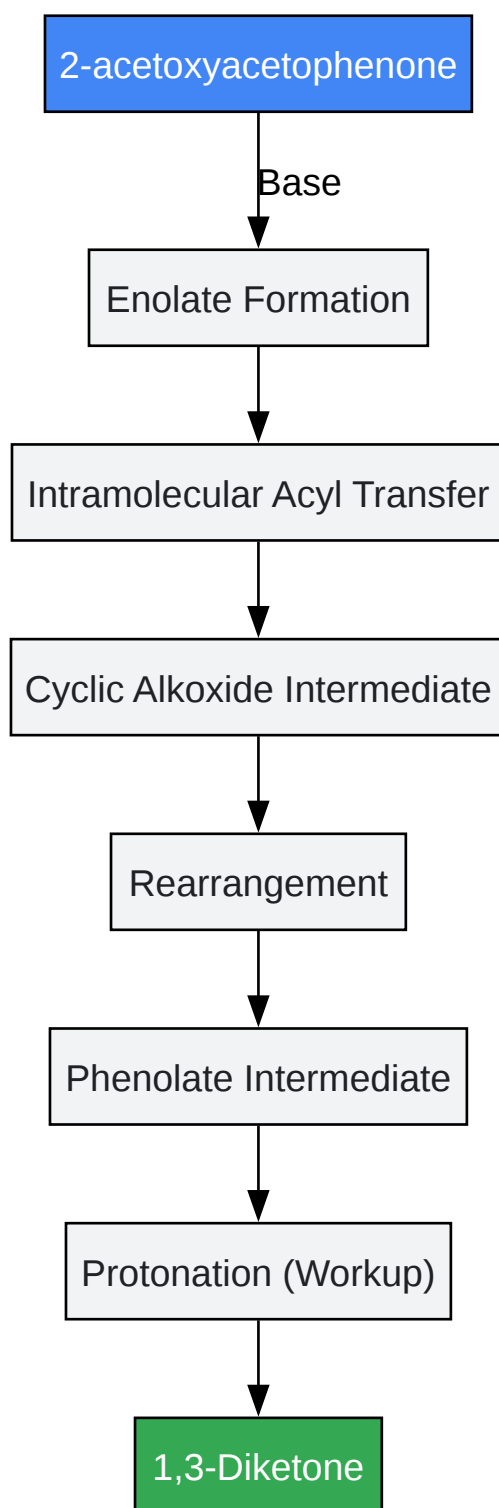 2-acetoxyacetophenone
Base
Enolate Formation
Intramolecular Acyl Transfer
Cyclic Alkoxide Intermediate
Rearrangement
Phenolate Intermediate
Protonation (Workup)
1,3-Diketone